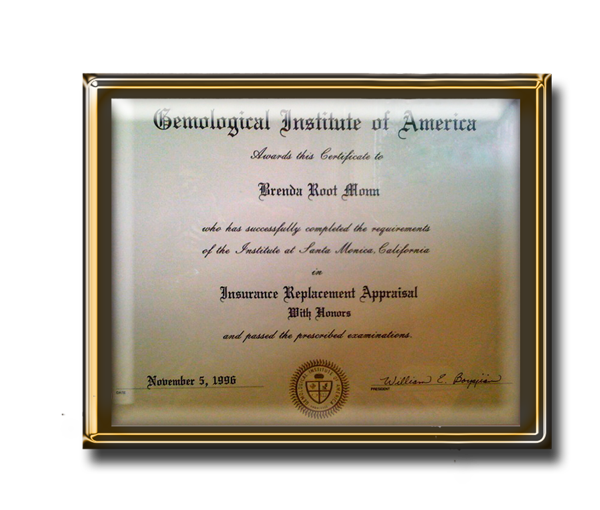 Gemological Institute of America
Awards this Certificate to
Brenda Root Monn
who has successfully completed the requirements
of the Institute at Santa Monica, California
in
Insurance Replacement Appraisal
With Honors
and passed the prescribed examinations.
November 5, 1996
William E. Boyajian
DATE
PRESIDENT